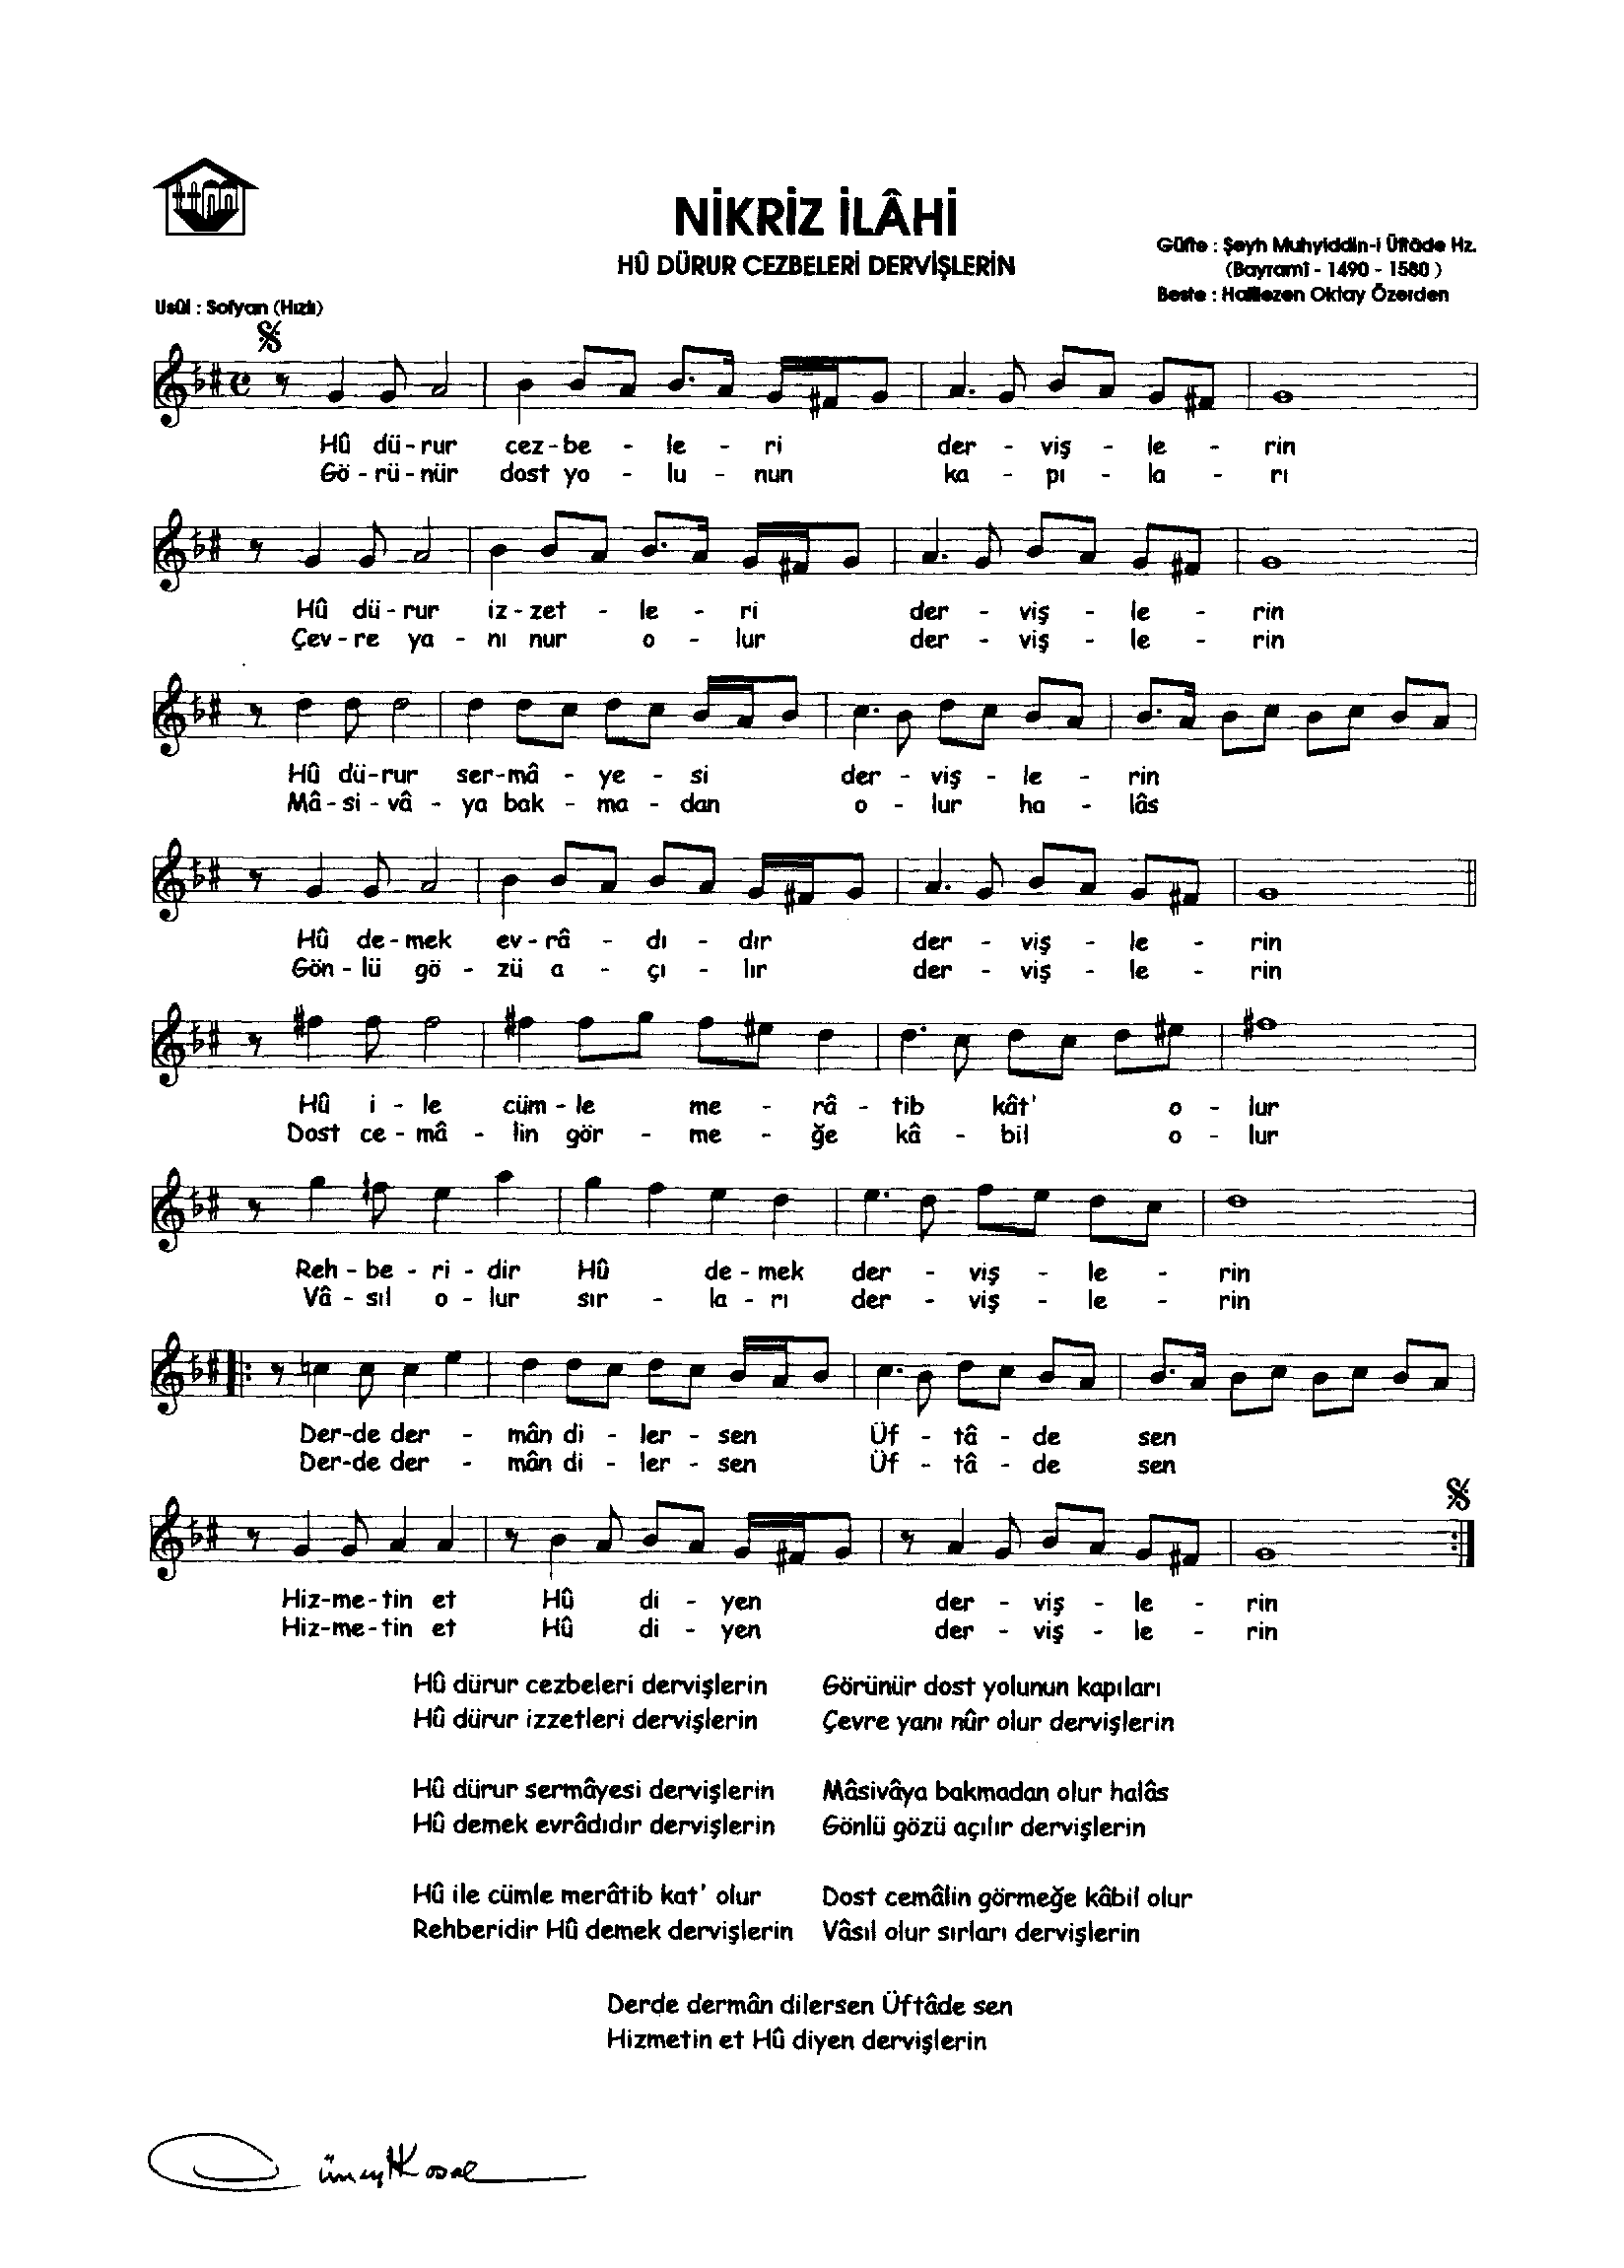 NİKRİZ İLÂHİ
HÛ DÜRUR CEZBELERİ DERVİŞLERİN
Güfte : Şeyh Muhyiddin-i Üftâde Hz.
(Bayramî - 1490 - 1580 )
Beste : Hafilezen Oktay Özerden
Usûl : Sofyan (Hızlı)
Hû dü - rur cez - be - le - ri der - viş - le - rin
Gö - rü - nür dost yo - lu - nun ka - pı - la - rı
Hû dü - rur iz - zet - le - ri der - viş - le - rin
Çev - re ya - nı nur o - lur der - viş - le - rin
Hû dü - rur ser - mâ - ye - si der - viş - le - rin
Mâ - si - vâ - ya bak - ma - dan o - lur ha - lâs
Hû de - mek ev - râ - dı - dır der - viş - le - rin
Gön - lü gö - zü a - çı - lır der - viş - le - rin
Hû i - le cüm - le me - râ - tib kât' o - lur
Dost ce - mâ - lin gör - me - ğe kâ - bil o - lur
Reh - be - ri - dir Hû de - mek der - viş - le - rin
Vâ - sıl o - lur sır - la - rı der - viş - le - rin
Der-de der - mân di - ler - sen Üf - tâ - de sen
Der-de der - mân di - ler - sen Üf - tâ - de sen
Hiz-me-tin et Hû di - yen der - viş - le - rin
Hiz-me-tin et Hû di - yen der - viş - le - rin
Hû dürur cezbeleri dervişlerin
Hû dürur izzetleri dervişlerin
Hû dürur sermâyesi dervişlerin
Hû demek evrâdıdır dervişlerin
Hû ile cümle merâtib kat' olur
Rehberidir Hû demek dervişlerin
Görünür dost yolunun kapıları
Çevre yanı nûr olur dervişlerin
Mâsivâya bakmadan olur halâs
Gönlü gözü açılır dervişlerin
Dost cemâlin görmeğe kâbil olur
Vâsıl olur sırları dervişlerin
Derde dermân dilersen Üftâde sen
Hizmetin et Hû diyen dervişlerin